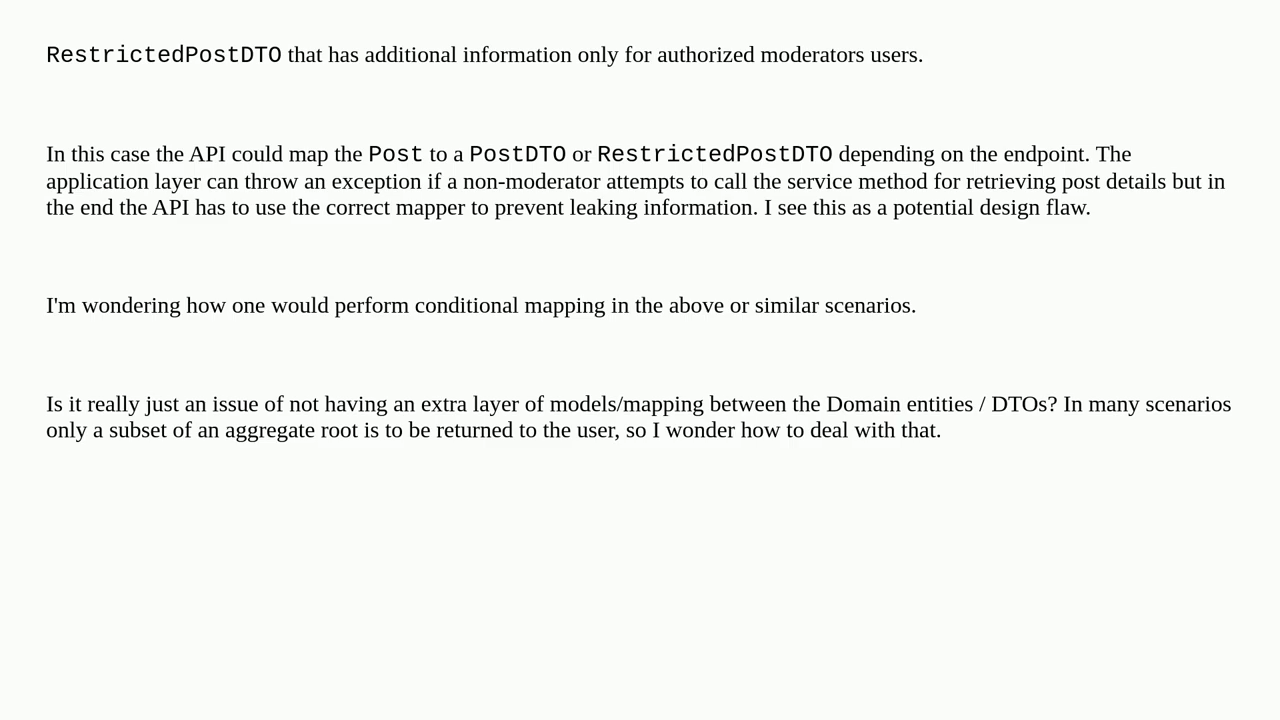 RestrictedPostDTO that has additional information only for authorized moderators users.
In this case the API could map the Post to a PostDTO or RestrictedPostDTO depending on the endpoint. The
application layer can throw an exception if a non-moderator attempts to call the service method for retrieving post details but in
the end the API has to use the correct mapper to prevent leaking information. I see this as a potential design flaw.
I'm wondering how one would perform conditional mapping in the above or similar scenarios.
Is it really just an issue of not having an extra layer of models/mapping between the Domain entities / DTOs? In many scenarios
only a subset of an aggregate root is to be returned to the user, so I wonder how to deal with that.